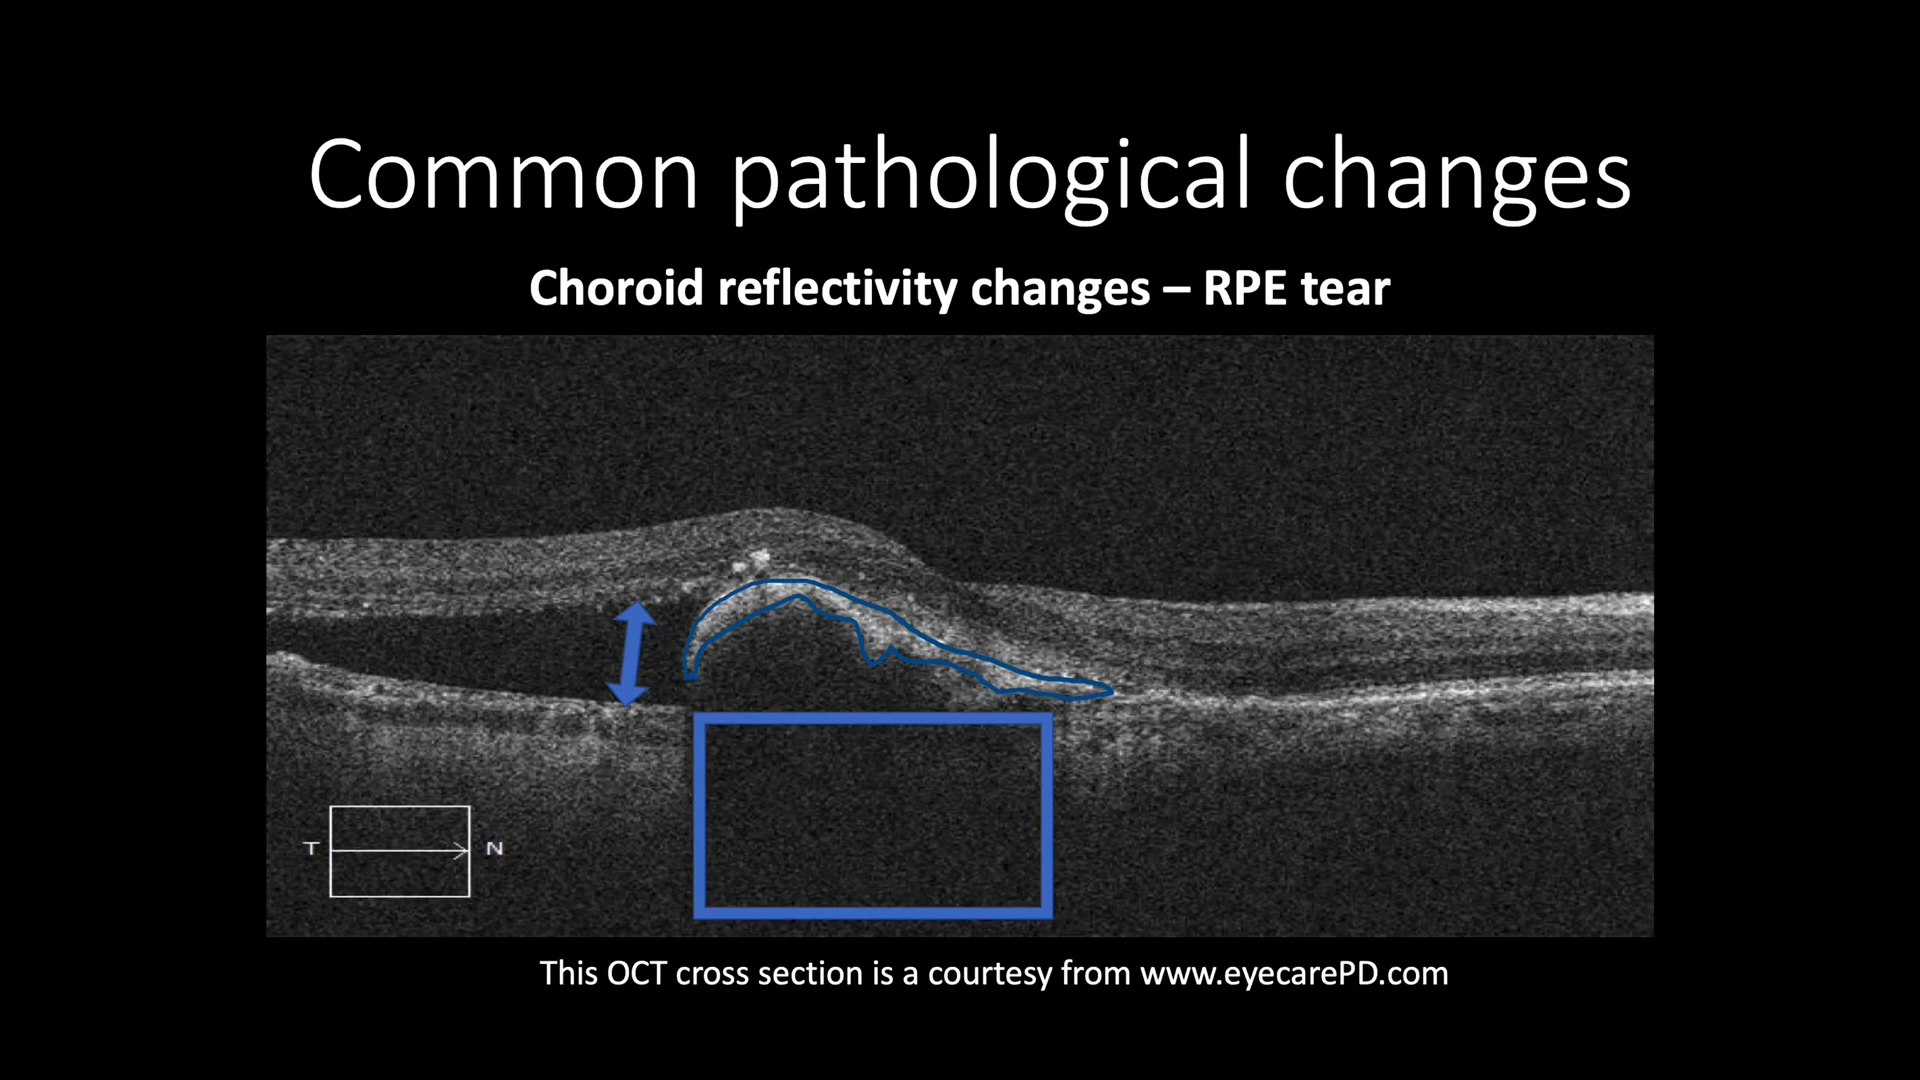 Common pathological changes
Choroid reflectivity changes – RPE tear
T N
This OCT cross section is a courtesy from www.eyecarePD.com